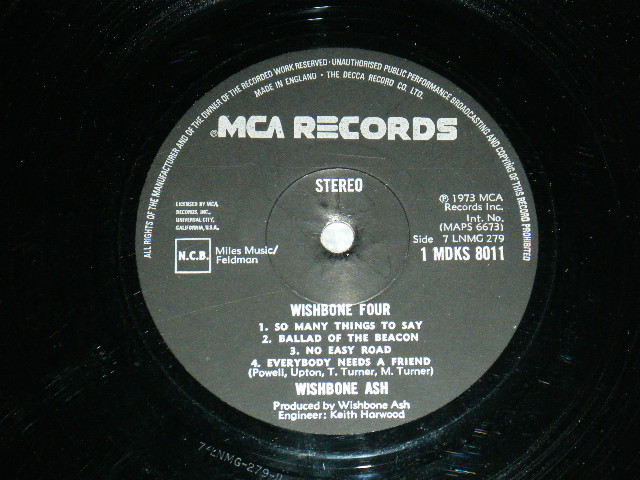 ALL RIGHTS OF THE MANUFACTURER AND OF THE OWNER OF THE RECORDED WORK RESERVED · UNAUTHORISED PUBLIC PERFORMANCE BROADCASTING AND COPYING OF THIS RECORD PROHIBITED
MADE IN ENGLAND · THE DECCA RECORD CO. LTD.
MCA RECORDS
STEREO
LICENSED BY MCA
RECORDS, INC.,
UNIVERSAL CITY,
CALIFORNIA, U.S.A.
℗ 1973 MCA
Records Inc.
Int. No.
(MAPS 6673)
N.C.B.
Miles Music/
Feldman
Side 7 LNMG 279
1 MDKS 8011
WISHBONE FOUR
1. SO MANY THINGS TO SAY
2. BALLAD OF THE BEACON
3. NO EASY ROAD
4. EVERYBODY NEEDS A FRIEND
(Powell, Upton, T. Turner, M. Turner)
WISHBONE ASH
Produced by Wishbone Ash
Engineer: Keith Harwood